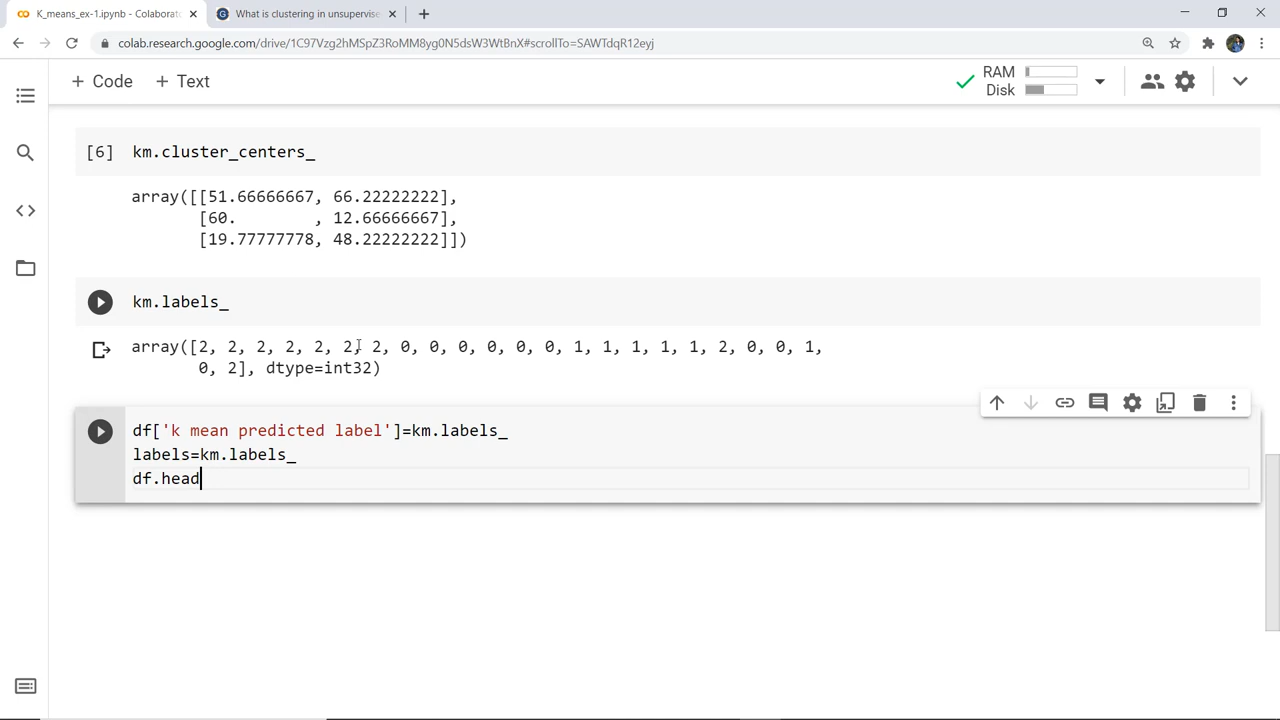 K_means_ex-1.ipynb - Colaborato
What is clustering in unsupervise
colab.research.google.com/drive/1C97Vzg2hMSpZ3RoMM8yg0N5dsW3WtBnX#scrollTo=SAWTdqR12eyj
+ Code + Text
RAM
Disk
[6] km.cluster_centers_
array([[51.66666667, 66.22222222],
[60. , 12.66666667],
[19.77777778, 48.22222222]])
km.labels_
array([2, 2, 2, 2, 2, 2, 2, 0, 0, 0, 0, 0, 0, 1, 1, 1, 1, 1, 2, 0, 0, 1,
0, 2], dtype=int32)
df['k mean predicted label']=km.labels_
labels=km.labels_
df.head